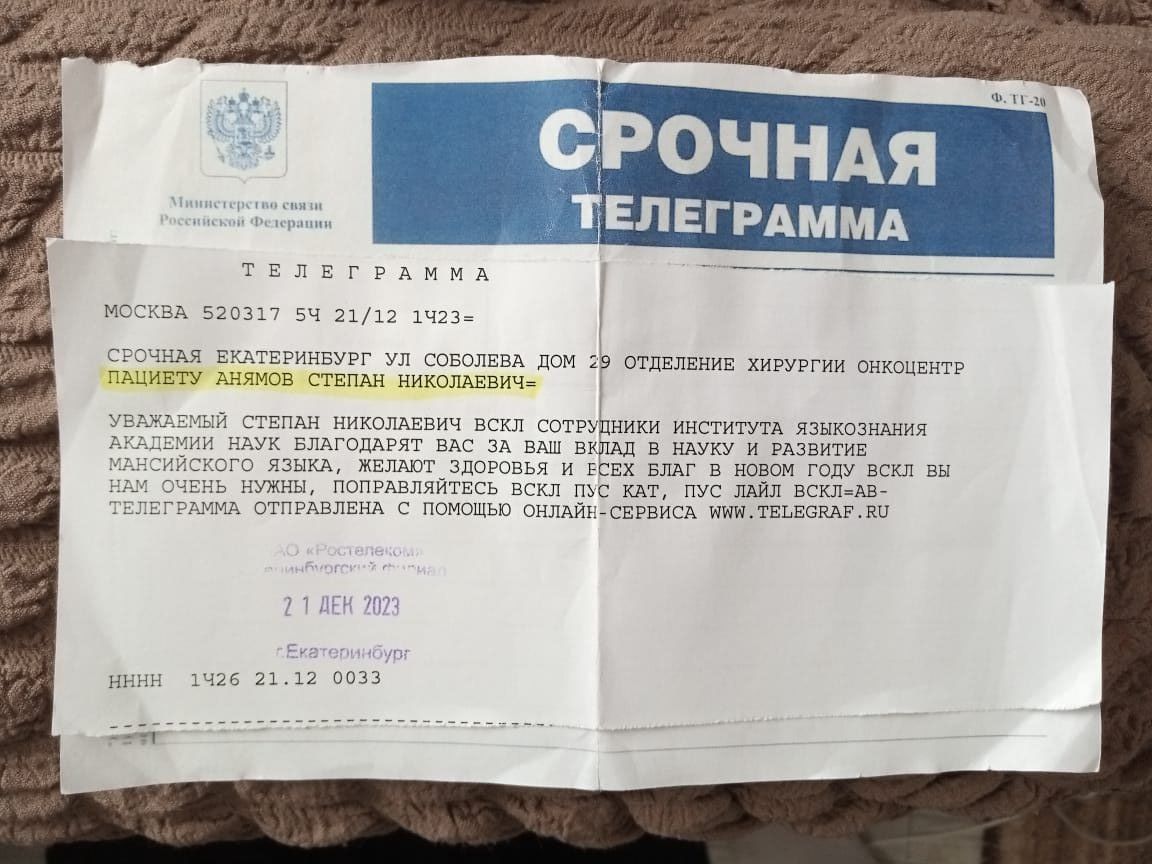 Ф. ТГ-20
СРОЧНАЯ
ТЕЛЕГРАММА
Министерство связи
Российской Федерации
ТЕЛЕГРАММА
МОСКВА 520317 5Ч 21/12 1Ч23=
СРОЧНАЯ ЕКАТЕРИНБУРГ УЛ СОБОЛЕВА ДОМ 29 ОТДЕЛЕНИЕ ХИРУРГИИ ОНКОЦЕНТР
ПАЦИЕТУ АНЯМОВ СТЕПАН НИКОЛАЕВИЧ=
УВАЖАЕМЫЙ СТЕПАН НИКОЛАЕВИЧ ВСКЛ СОТРУДНИКИ ИНСТИТУТА ЯЗЫКОЗНАНИЯ
АКАДЕМИИ НАУК БЛАГОДАРЯТ ВАС ЗА ВАШ ВКЛАД В НАУКУ И РАЗВИТИЕ
МАНСИЙСКОГО ЯЗЫКА, ЖЕЛАЮТ ЗДОРОВЬЯ И ВСЕХ БЛАГ В НОВОМ ГОДУ ВСКЛ ВЫ
НАМ ОЧЕНЬ НУЖНЫ, ПОПРАВЛЯЙТЕСЬ ВСКЛ ПУС КАТ, ПУС ЛАЙЛ ВСКЛ=АВ-
ТЕЛЕГРАММА ОТПРАВЛЕНА С ПОМОЩЬЮ ОНЛАЙН-СЕРВИСА WWW.TELEGRAF.RU
АО «Ростелеком»
филиал
21 ДЕК 2023
г.Екатеринбург
НННН 1Ч26 21.12 0033